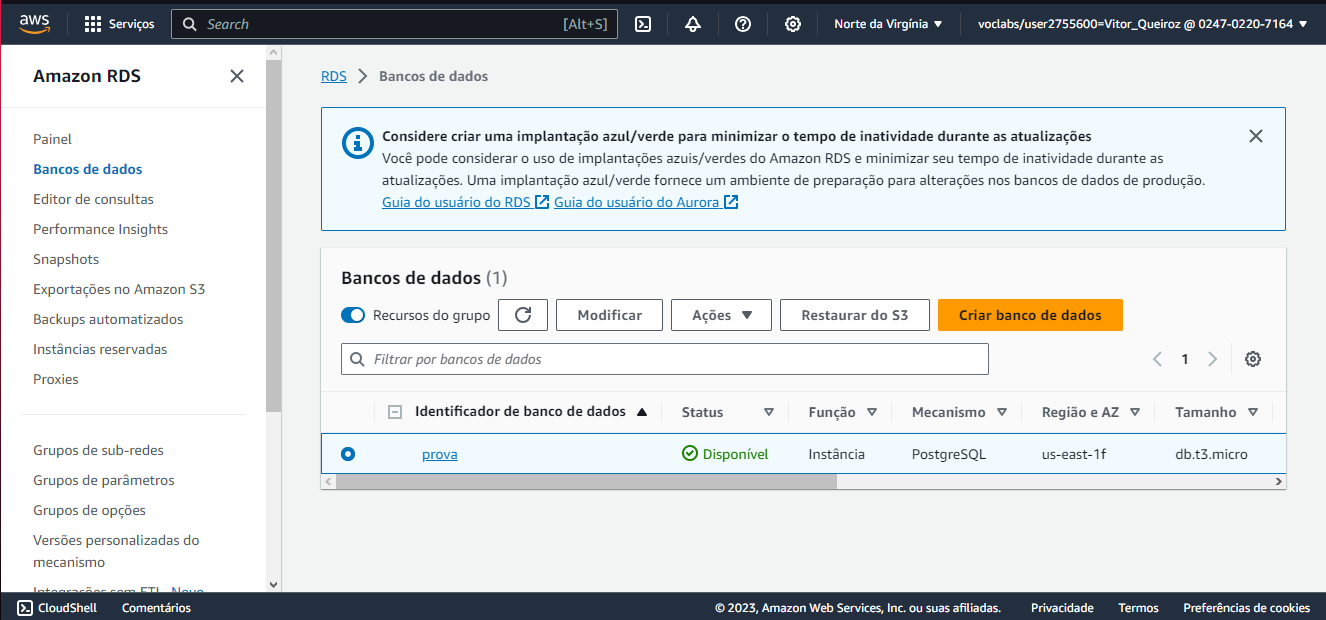 aws
Serviços
Search
[Alt+S]
Norte da Virgínia
voclabs/user2755600=Vitor_Queiroz @ 0247-0220-7164
Amazon RDS
Painel
Bancos de dados
Editor de consultas
Performance Insights
Snapshots
Exportações no Amazon S3
Backups automatizados
Instâncias reservadas
Proxies
Grupos de sub-redes
Grupos de parâmetros
Grupos de opções
Versões personalizadas do
mecanismo
Integrações sem ETL Novo
RDS > Bancos de dados
Considere criar uma implantação azul/verde para minimizar o tempo de inatividade durante as atualizações
Você pode considerar o uso de implantações azuis/verdes do Amazon RDS e minimizar seu tempo de inatividade durante as
atualizações. Uma implantação azul/verde fornece um ambiente de preparação para alterações nos bancos de dados de produção.
Guia do usuário do RDS Guia do usuário do Aurora
Bancos de dados (1)
Recursos do grupo
Modificar
Ações
Restaurar do S3
Criar banco de dados
Filtrar por bancos de dados
1
Identificador de banco de dados
Status
Função
Mecanismo
Região e AZ
Tamanho
prova
Disponível
Instância
PostgreSQL
us-east-1f
db.t3.micro
CloudShell
Comentários
© 2023, Amazon Web Services, Inc. ou suas afiliadas.
Privacidade
Termos
Preferências de cookies